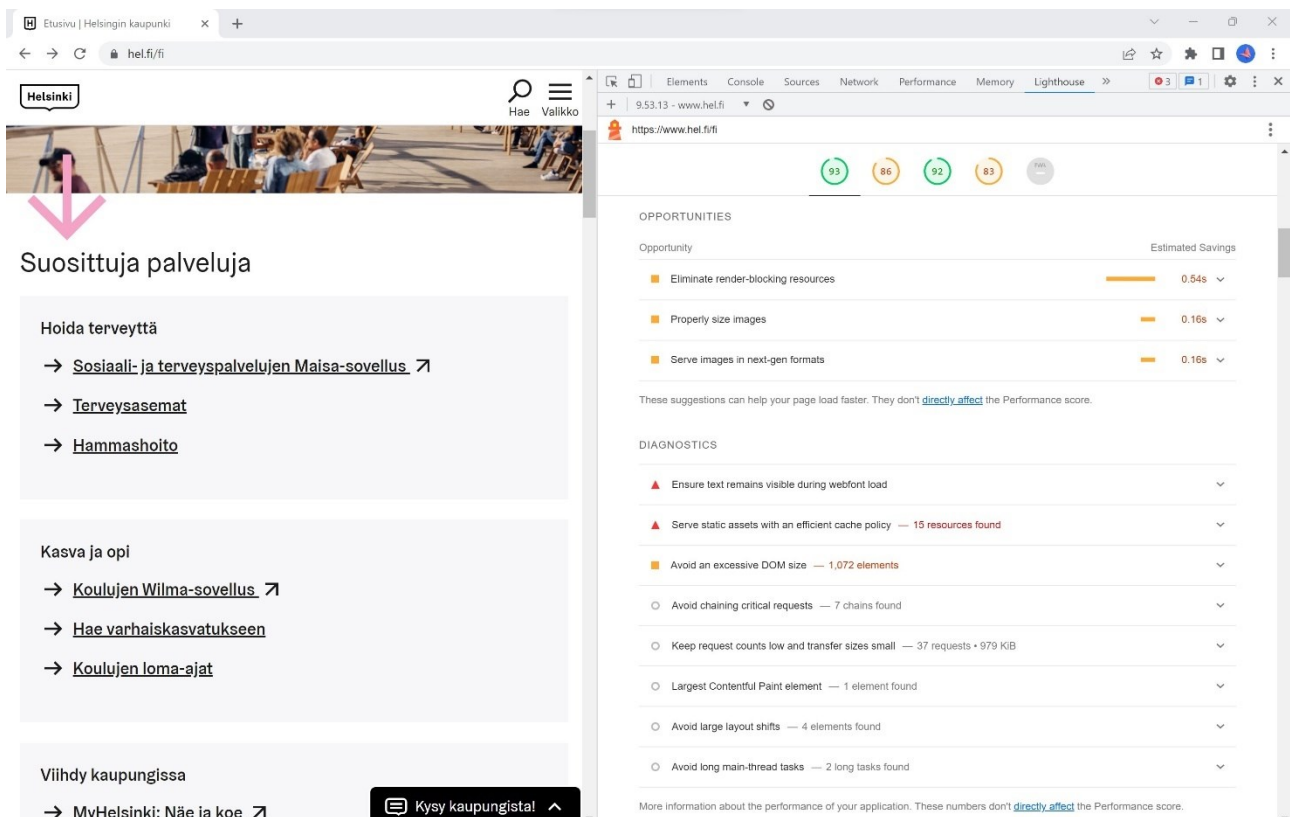 H Etusivu | Helsingin kaupunki
hel.fi/fi
Helsinki
Hae Valikko
Suosittuja palveluja
Hoida terveyttä
Sosiaali- ja terveyspalvelujen Maisa-sovellus
Terveysasemat
Hammashoito
Kasva ja opi
Koulujen Wilma-sovellus
Hae varhaiskasvatukseen
Koulujen loma-ajat
Viihdy kaupungissa
MyHelsinki: Näe ja koe
Kysy kaupungista!
Elements Console Sources Network Performance Memory Lighthouse » 3 1
9.53.13 - www.hel.fi
https://www.hel.fi/fi
93 86 92 83 PWA
OPPORTUNITIES
Opportunity Estimated Savings
Eliminate render-blocking resources 0.54s
Properly size images 0.16s
Serve images in next-gen formats 0.16s
These suggestions can help your page load faster. They don't directly affect the Performance score.
DIAGNOSTICS
Ensure text remains visible during webfont load
Serve static assets with an efficient cache policy — 15 resources found
Avoid an excessive DOM size — 1,072 elements
Avoid chaining critical requests — 7 chains found
Keep request counts low and transfer sizes small — 37 requests • 979 KiB
Largest Contentful Paint element — 1 element found
Avoid large layout shifts — 4 elements found
Avoid long main-thread tasks — 2 long tasks found
More information about the performance of your application. These numbers don't directly affect the Performance score.